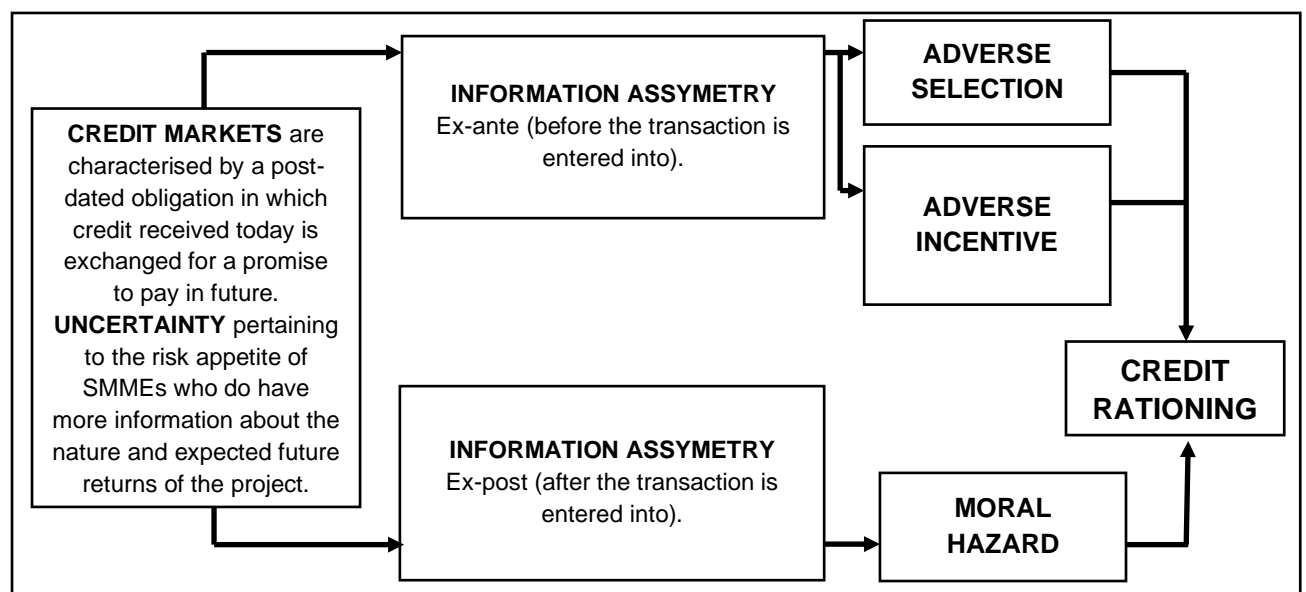 CREDIT MARKETS are
characterised by a post-
dated obligation in which
credit received today is
exchanged for a promise
to pay in future.
UNCERTAINTY pertaining
to the risk appetite of
SMMEs who do have
more information about the
nature and expected future
returns of the project.
INFORMATION ASSYMETRY
Ex-ante (before the transaction is
entered into).
ADVERSE
SELECTION
ADVERSE
INCENTIVE
INFORMATION ASSYMETRY
Ex-post (after the transaction is
entered into).
MORAL
HAZARD
CREDIT
RATIONING